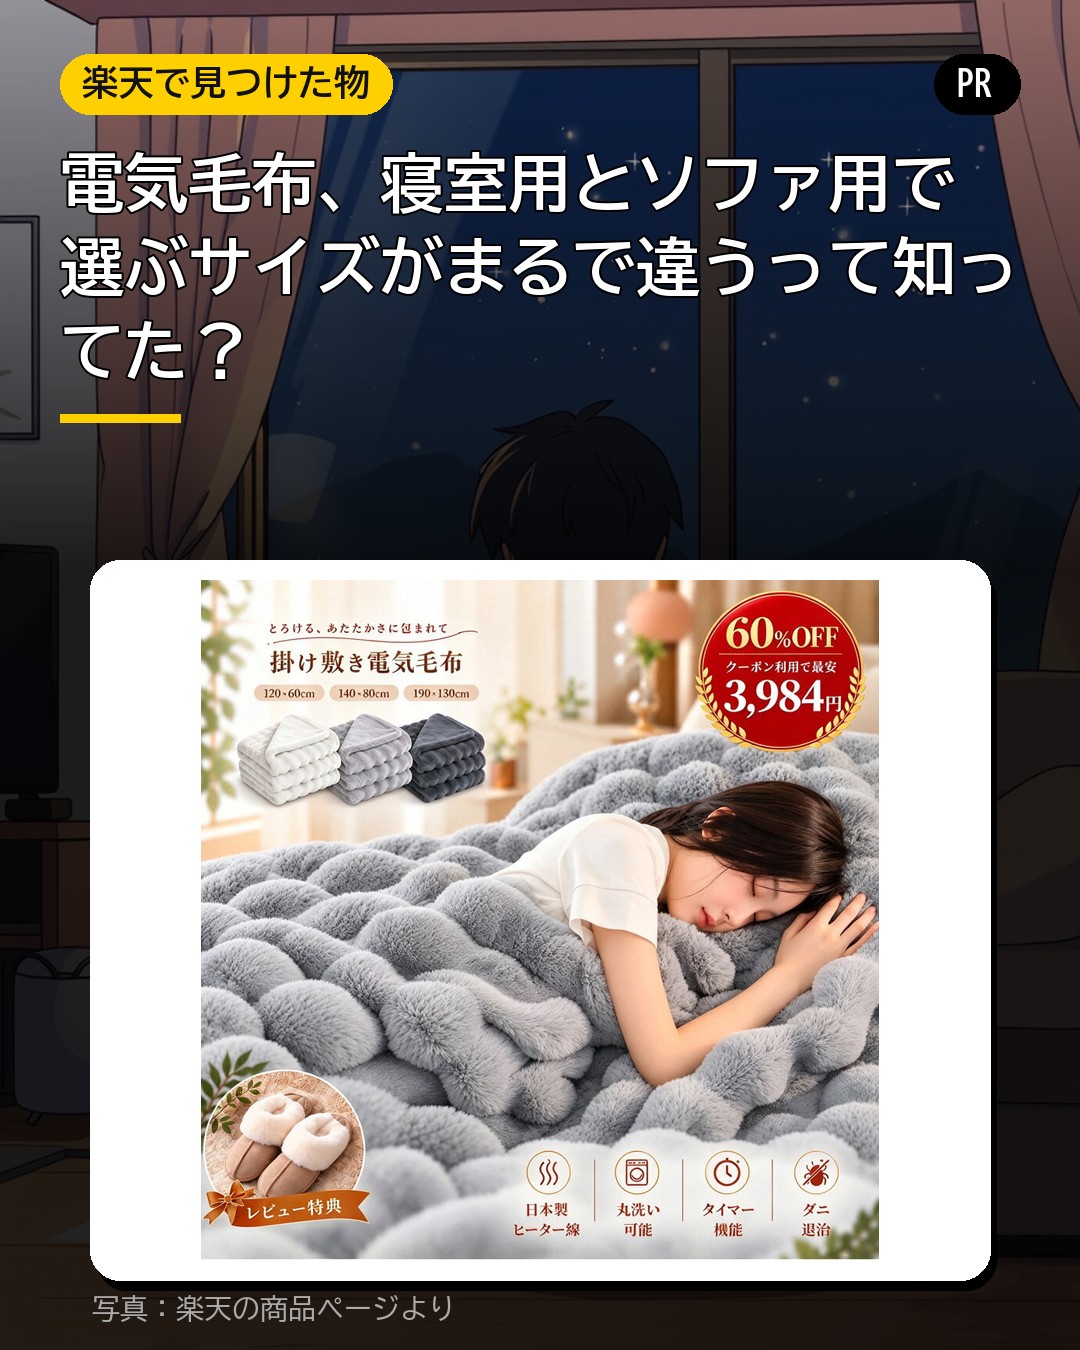 楽天で見つけた物
PR
電気毛布、寝室用とソファ用で
選ぶサイズがまるで違うって知っ
てた？
とろける、あたたかさに包まれて
掛け敷き電気毛布
120×60cm 140×80cm 190×130cm
60%OFF
クーポン利用で最安
3,984円
レビュー特典
日本製
ヒーター線
丸洗い
可能
タイマー
機能
ダニ
退治
写真：楽天の商品ページより